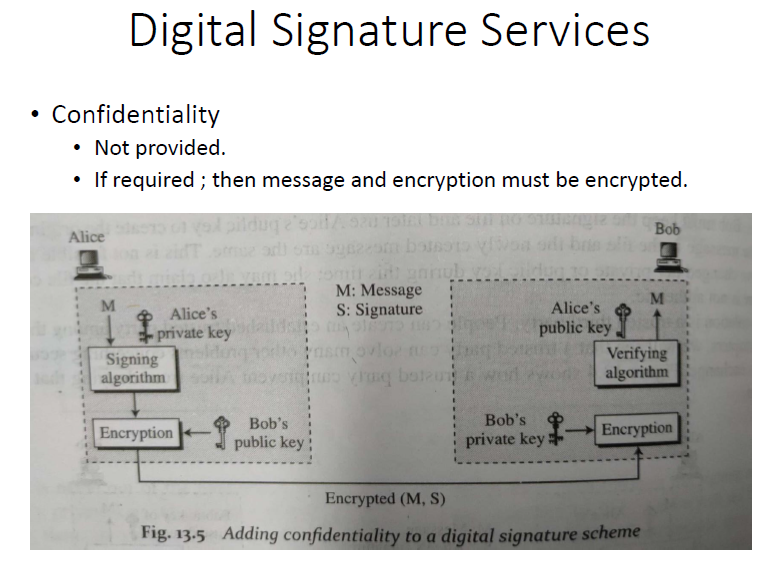 Digital Signature Services
• Confidentiality
• Not provided.
• If required ; then message and encryption must be encrypted.
Alice
Bob
M: Message
S: Signature
M
Alice's
private key
Signing
algorithm
Encryption
Bob's
public key
Alice's
public key
M
Verifying
algorithm
Bob's
private key
Encryption
Encrypted (M, S)
Fig. 13.5 Adding confidentiality to a digital signature scheme